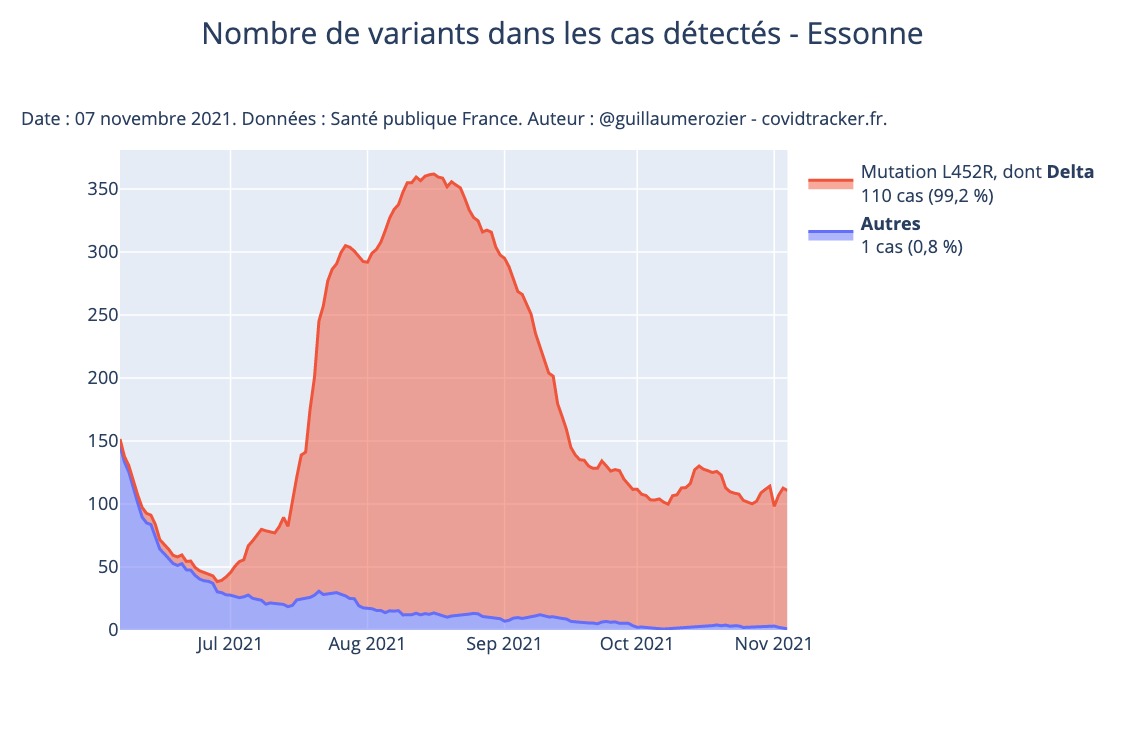 Nombre de variants dans les cas détectés - Essonne
Date : 07 novembre 2021. Données : Santé publique France. Auteur : @guillaumerozier - covidtracker.fr.
Mutation L452R, dont Delta
110 cas (99,2 %)
Autres
1 cas (0,8 %)
350
300
250
200
150
100
50
0
Jul 2021 Aug 2021 Sep 2021 Oct 2021 Nov 2021